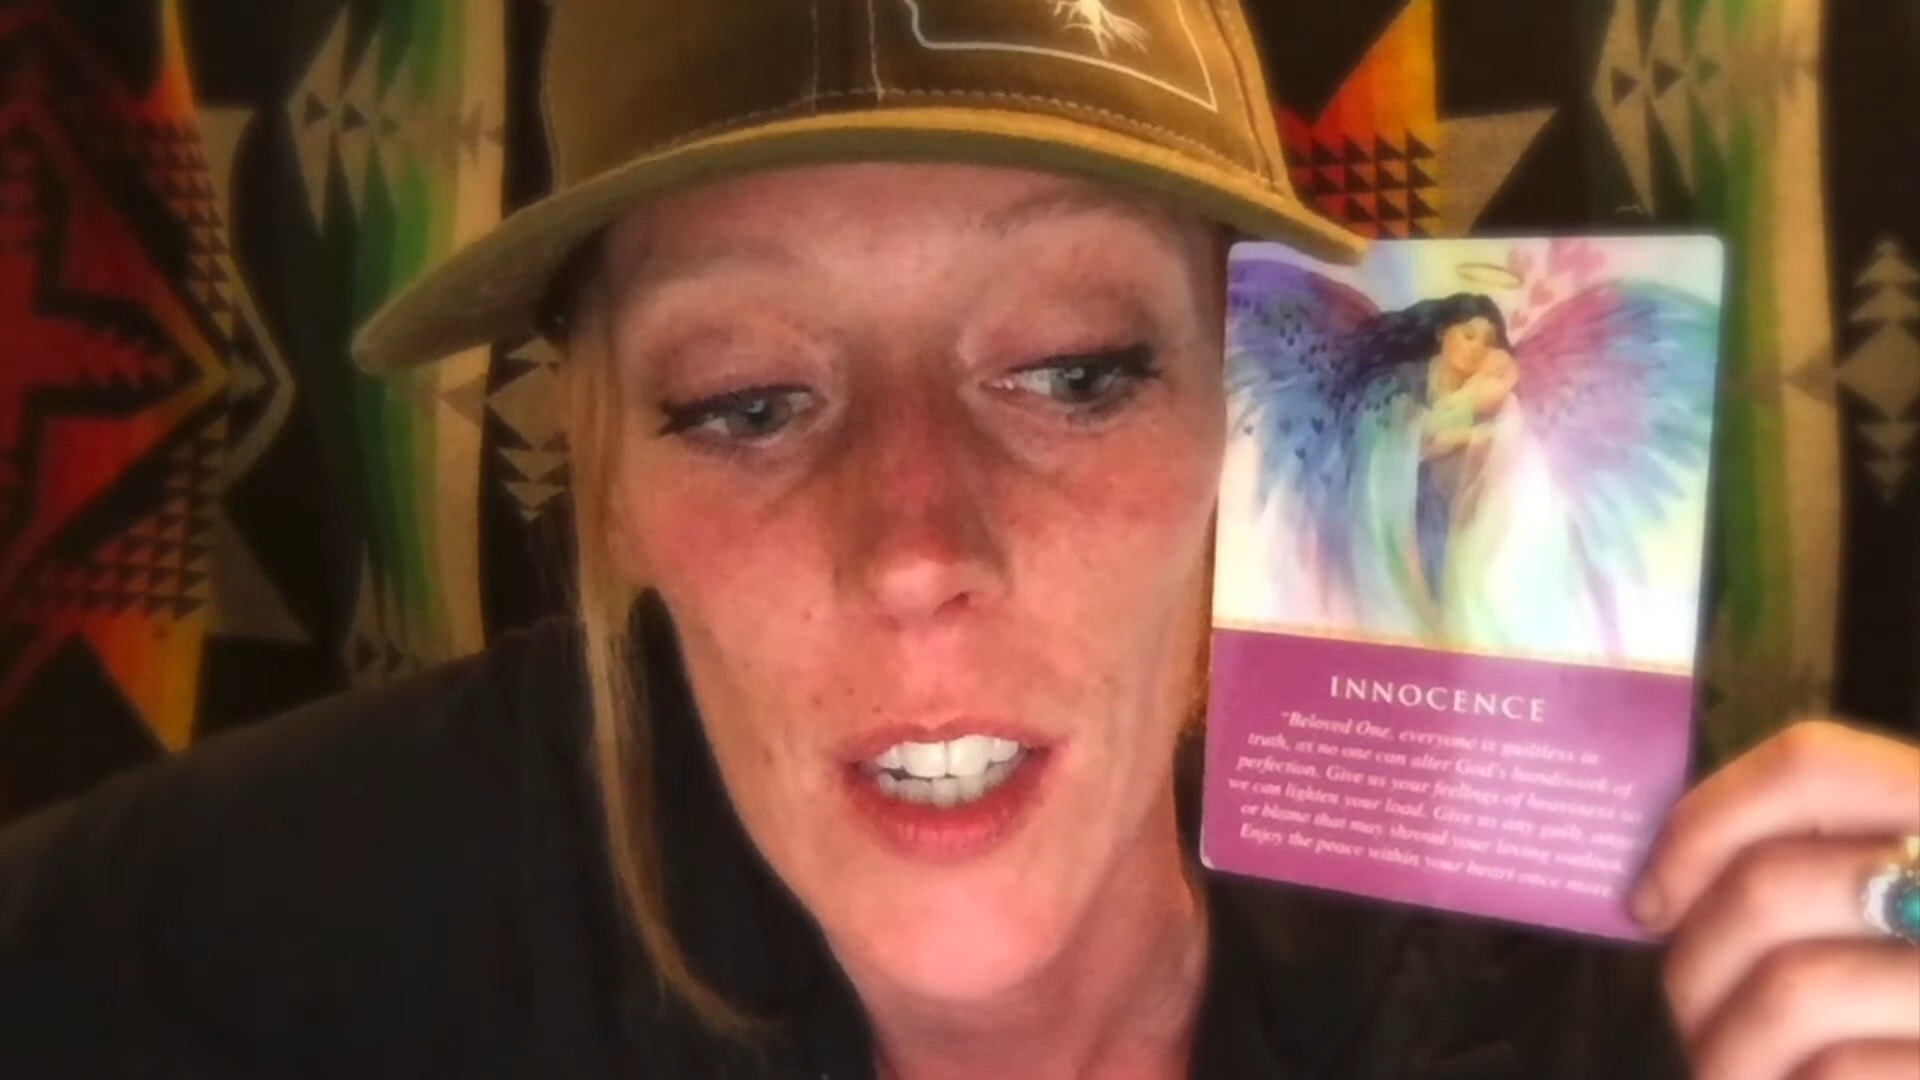 INNOCENCE
"Beloved One, everyone is guiltless in
truth, as no one can alter God's handiwork of
perfection. Give us your feelings of heaviness so
we can lighten your load. Give us any guilt,
or blame that may shroud your loving outlook.
Enjoy the peace within your heart once more.